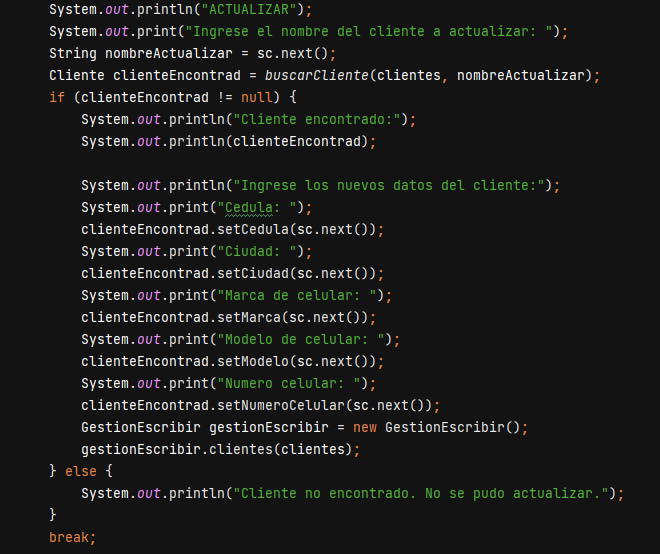 System.out.println("ACTUALIZAR");
System.out.print("Ingrese el nombre del cliente a actualizar: ");
String nombreActualizar = sc.next();
Cliente clienteEncontrad = buscarCliente(clientes, nombreActualizar);
if (clienteEncontrad != null) {
System.out.println("Cliente encontrado:");
System.out.println(clienteEncontrad);
System.out.println("Ingrese los nuevos datos del cliente:");
System.out.print("Cedula: ");
clienteEncontrad.setCedula(sc.next());
System.out.print("Ciudad: ");
clienteEncontrad.setCiudad(sc.next());
System.out.print("Marca de celular: ");
clienteEncontrad.setMarca(sc.next());
System.out.print("Modelo de celular: ");
clienteEncontrad.setModelo(sc.next());
System.out.print("Numero celular: ");
clienteEncontrad.setNumeroCelular(sc.next());
GestionEscribir gestionEscribir = new GestionEscribir();
gestionEscribir.clientes(clientes);
} else {
System.out.println("Cliente no encontrado. No se pudo actualizar.");
}
break;